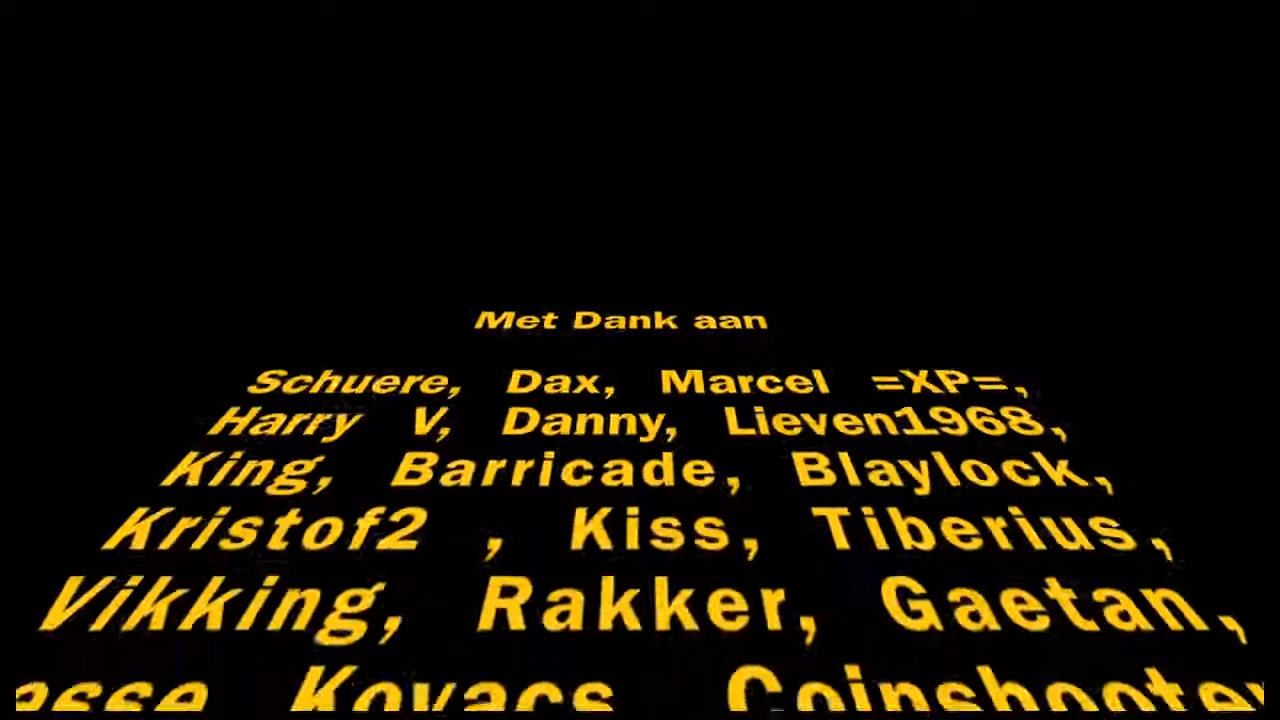 Met Dank aan
Schuere, Dax, Marcel =XP=,
Harry V, Danny, Lieven1968,
King, Barricade, Blaylock,
Kristof2 , Kiss, Tiberius,
Vikking, Rakker, Gaetan,
Kovacs